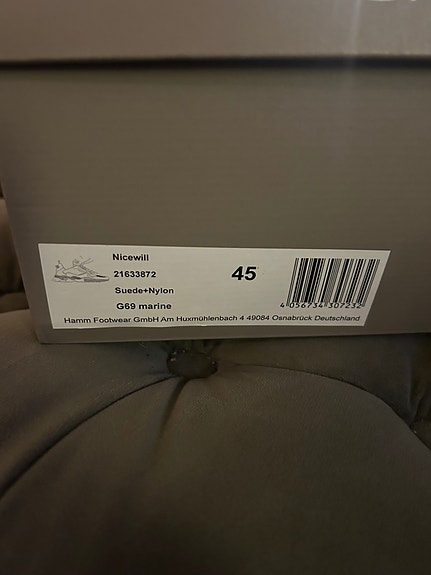 Nicewill
21633872
45
Suede+Nylon
G69 marine
4 056734 307232
Hamm Footwear GmbH Am Huxmühlenbach 4 49084 Osnabrück Deutschland